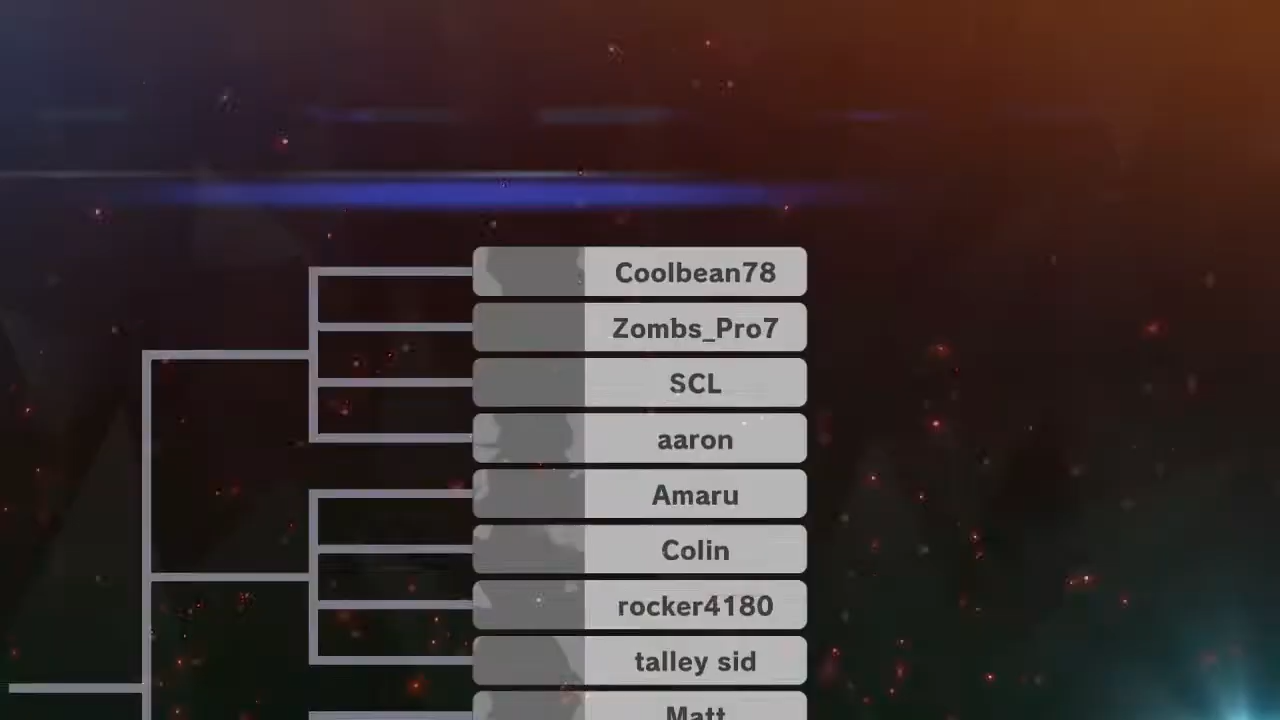 Coolbean78
Zombs_Pro7
SCL
aaron
Amaru
Colin
rocker4180
talley sid
Matt